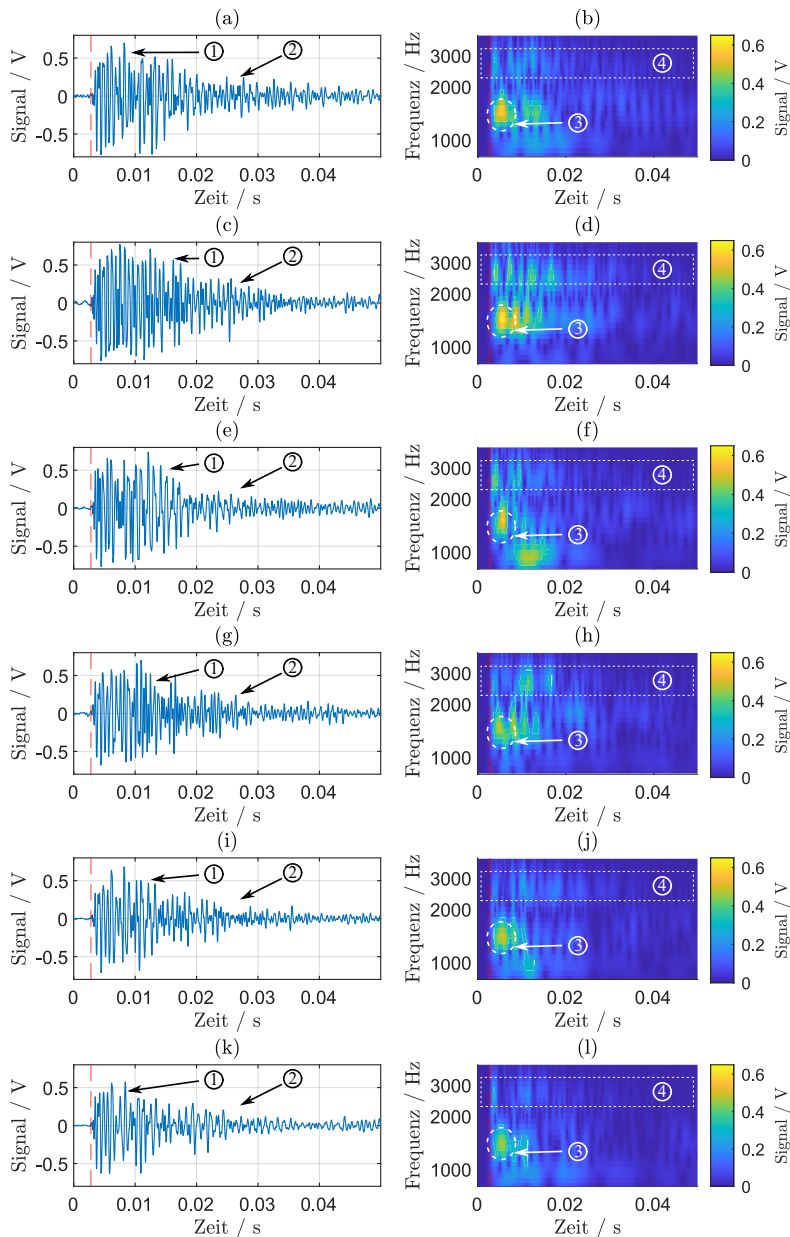 (a) (b)
Signal / V 0.5 0 -0.5 ① ② Frequenz / Hz 3000 2000 1000 ④ ③ 0.6 0.4 0.2 0 Signal / V
0 0.01 0.02 0.03 0.04 0 0.02 0.04
Zeit / s Zeit / s
(c) (d)
Signal / V 0.5 0 -0.5 ① ② Frequenz / Hz 3000 2000 1000 ④ ③ 0.6 0.4 0.2 0 Signal / V
0 0.01 0.02 0.03 0.04 0 0.02 0.04
Zeit / s Zeit / s
(e) (f)
Signal / V 0.5 0 -0.5 ① ② Frequenz / Hz 3000 2000 1000 ④ ③ 0.6 0.4 0.2 0 Signal / V
0 0.01 0.02 0.03 0.04 0 0.02 0.04
Zeit / s Zeit / s
(g) (h)
Signal / V 0.5 0 -0.5 ① ② Frequenz / Hz 3000 2000 1000 ④ ③ 0.6 0.4 0.2 0 Signal / V
0 0.01 0.02 0.03 0.04 0 0.02 0.04
Zeit / s Zeit / s
(i) (j)
Signal / V 0.5 0 -0.5 ① ② Frequenz / Hz 3000 2000 1000 ④ ③ 0.6 0.4 0.2 0 Signal / V
0 0.01 0.02 0.03 0.04 0 0.02 0.04
Zeit / s Zeit / s
(k) (l)
Signal / V 0.5 0 -0.5 ① ② Frequenz / Hz 3000 2000 1000 ④ ③ 0.6 0.4 0.2 0 Signal / V
0 0.01 0.02 0.03 0.04 0 0.02 0.04
Zeit / s Zeit / s